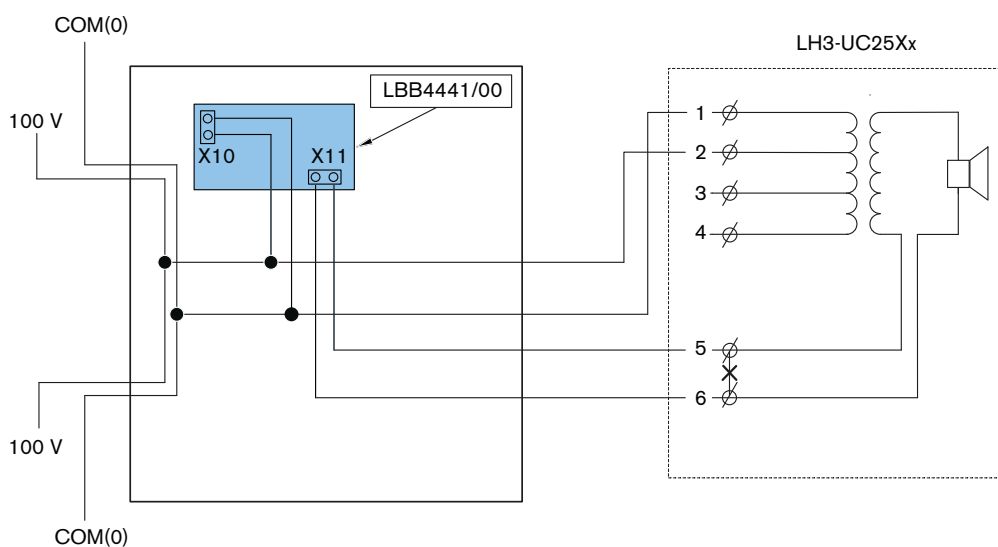 COM(0)
LH3-UC25Xx
LBB4441/00
100 V
X10
X11
1
2
3
4
5
6
100 V
COM(0)